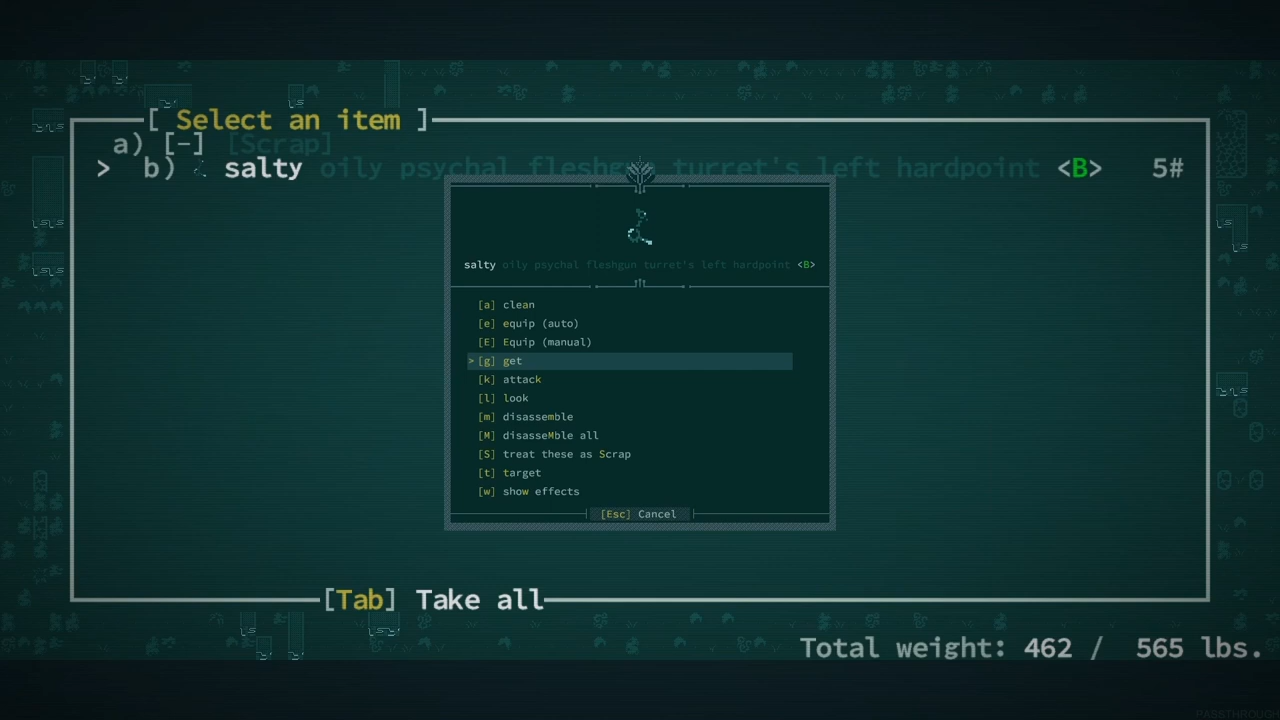 [ Select an item ]
a) [-] [Scrap]
> b) salty oily psychal fleshgun turret's left hardpoint <B> 5#
salty oily psychal fleshgun turret's left hardpoint <B>
[a] clean
[e] equip (auto)
[E] Equip (manual)
> [g] get
[k] attack
[l] look
[m] disassemble
[M] disasseMble all
[S] treat these as Scrap
[t] target
[w] show effects
[Esc] Cancel
[Tab] Take all
Total weight: 462 / 565 lbs.